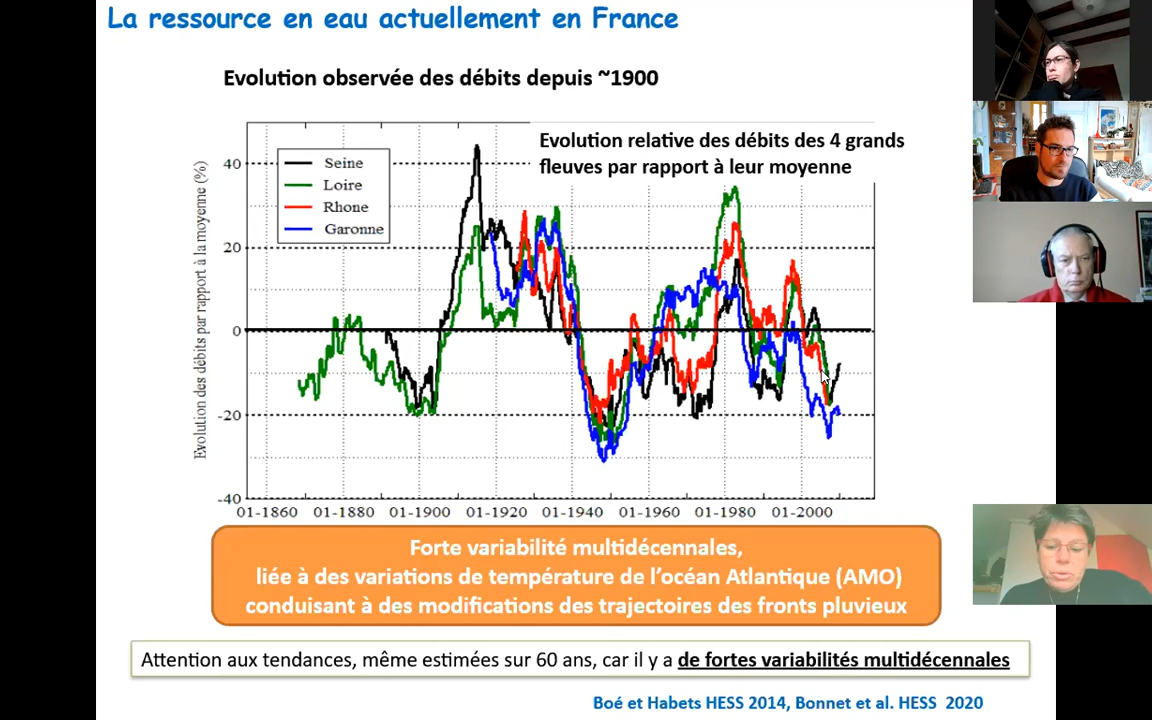 La ressource en eau actuellement en France
Evolution observée des débits depuis ~1900
Evolution relative des débits des 4 grands
fleuves par rapport à leur moyenne
Evolution des débits par rapport à la moyenne (%)
Seine
Loire
Rhone
Garonne
40
20
0
-20
-40
01-1860 01-1880 01-1900 01-1920 01-1940 01-1960 01-1980 01-2000
Forte variabilité multidécennales,
liée à des variations de température de l’océan Atlantique (AMO)
conduisant à des modifications des trajectoires des fronts pluvieux
Attention aux tendances, même estimées sur 60 ans, car il y a de fortes variabilités multidécennales
Boé et Habets HESS 2014, Bonnet et al. HESS 2020